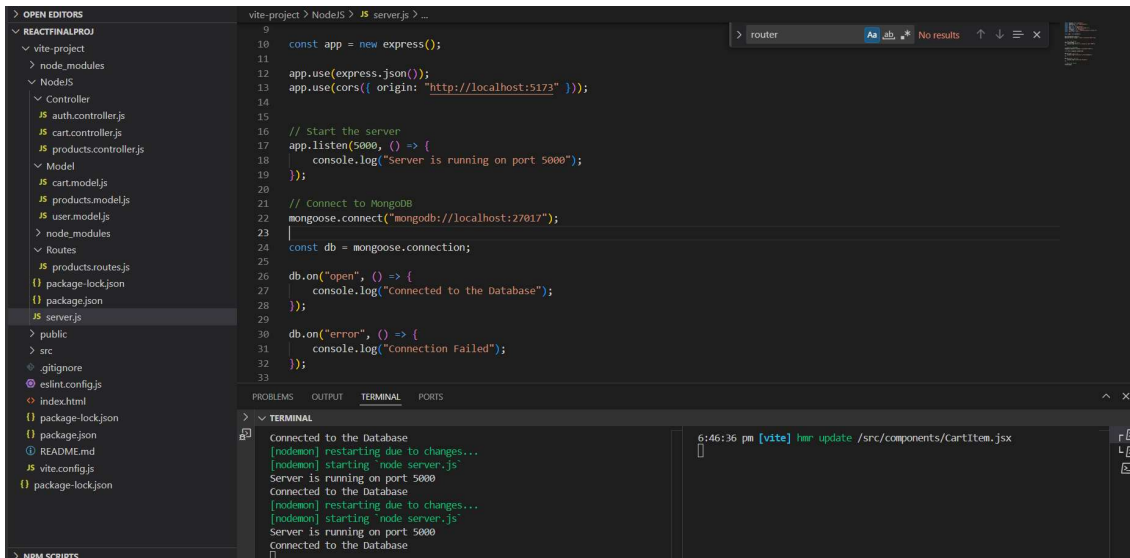 > OPEN EDITORS
REACTFINALPROJ
vite-project
> node_modules
NodeJS
Controller
JS auth.controller.js
JS cart.controller.js
JS products.controller.js
Model
JS cart.model.js
JS products.model.js
JS user.model.js
> node_modules
Routes
JS products.routes.js
{} package-lock.json
{} package.json
JS server.js
> public
> src
.gitignore
eslint.config.js
<> index.html
{} package-lock.json
{} package.json
README.md
JS vite.config.js
{} package-lock.json
> NPM SCRIPTS
vite-project > NodeJS > JS server.js > ...
> router Aa ab .* No results
9
10 const app = new express();
11
12 app.use(express.json());
13 app.use(cors({ origin: "http://localhost:5173" }));
14
15
16 // Start the server
17 app.listen(5000, () => {
18 console.log("Server is running on port 5000");
19 });
20
21 // Connect to MongoDB
22 mongoose.connect("mongodb://localhost:27017");
23
24 const db = mongoose.connection;
25
26 db.on("open", () => {
27 console.log("Connected to the Database");
28 });
29
30 db.on("error", () => {
31 console.log("Connection Failed");
32 });
33
PROBLEMS OUTPUT TERMINAL PORTS
TERMINAL
Connected to the Database
[nodemon] restarting due to changes...
[nodemon] starting `node server.js`
Server is running on port 5000
Connected to the Database
[nodemon] restarting due to changes...
[nodemon] starting `node server.js`
Server is running on port 5000
Connected to the Database
6:46:36 pm [vite] hmr update /src/components/CartItem.jsx